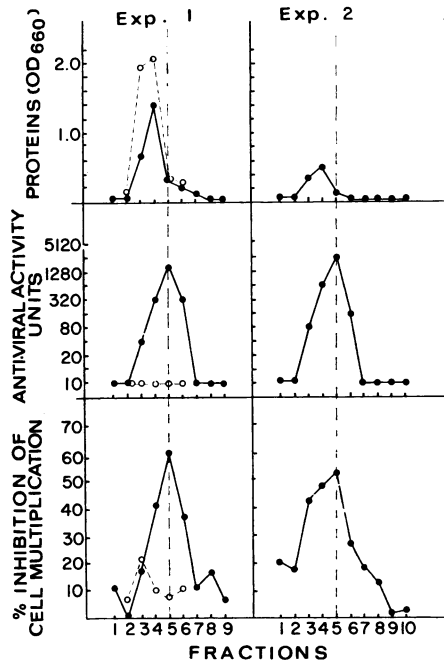 Exp. 1
Exp. 2
PROTEINS (OD660)
2.0
1.0
ANTIVIRAL ACTIVITY
UNITS
5120
1280
320
80
20
10
% INHIBITION OF
CELL MULTIPLICATION
70
60
50
40
30
20
10
1 2 3 4 5 6 7 8 9
1 2 3 4 5 6 7 8 9 10
FRACTIONS